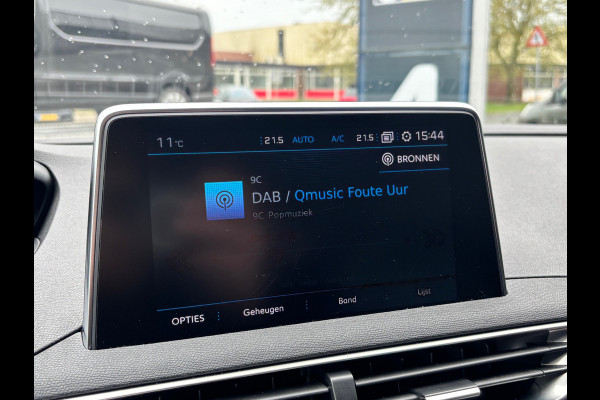 11°C 21.5 AUTO A/C 21.5 15:44
BRONNEN
9C
DAB / Qmusic Foute Uur
9C Popmuziek
OPTIES Geheugen Band Lijst